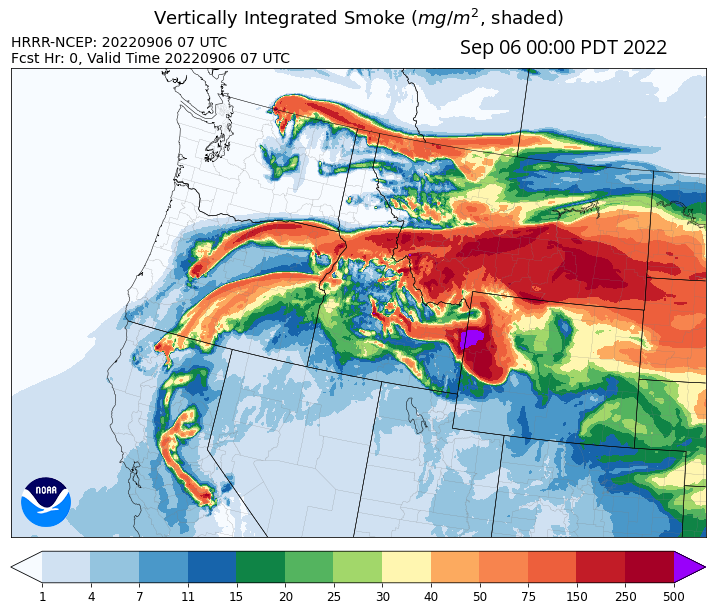 Vertically Integrated Smoke (mg/m², shaded)
HRRR-NCEP: 20220906 07 UTC
Sep 06 00:00 PDT 2022
Fcst Hr: 0, Valid Time 20220906 07 UTC
NOAA
1 4 7 11 15 20 25 30 40 50 75 150 250 500